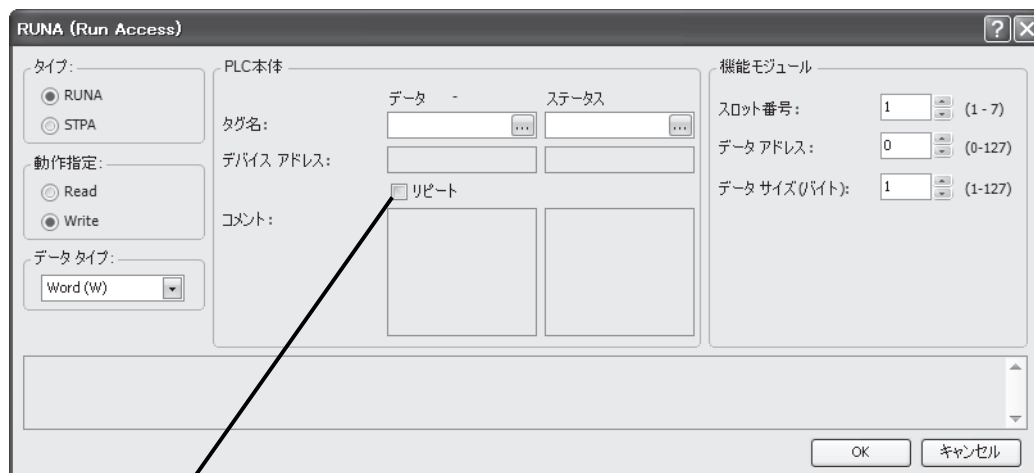 RUNA (Run Access)
タイプ:
RUNA
STPA
動作指定:
Read
Write
データ タイプ:
Word (W)
PLC本体
データ - ステータス
タグ名:
デバイス アドレス:
リピート
コメント:
機能モジュール
スロット番号: 1 (1 - 7)
データ アドレス: 0 (0-127)
データ サイズ(バイト): 1 (1-127)
OK キャンセル